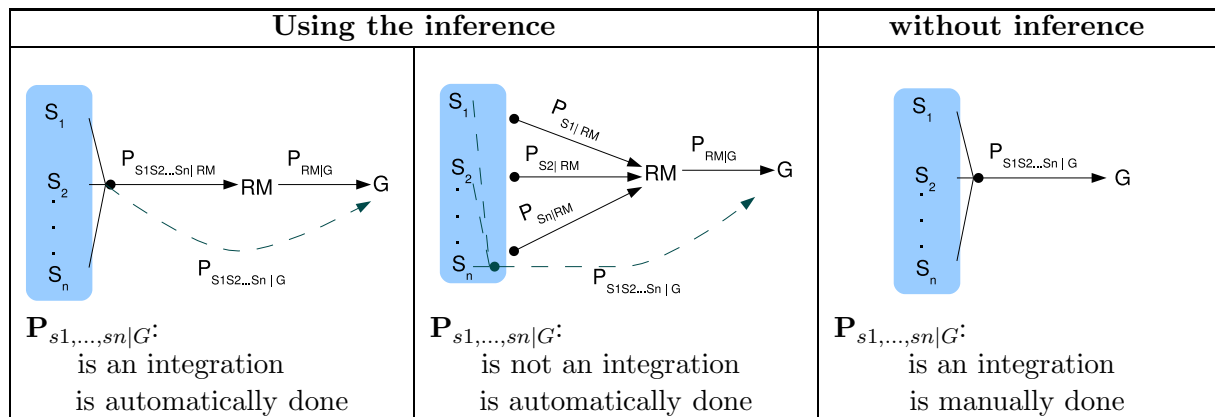 Using the inference
without inference
S1
S2
.
.
.
Sn
PS1S2...Sn| RM
RM
PRM|G
G
PS1S2...Sn | G
Ps1,...,sn|G:
is an integration
is automatically done
S1
S2
.
.
.
Sn
PS1| RM
PS2| RM
PSn|RM
RM
PRM|G
G
PS1S2...Sn | G
Ps1,...,sn|G:
is not an integration
is automatically done
S1
S2
.
.
.
Sn
PS1S2...Sn | G
G
Ps1,...,sn|G:
is an integration
is manually done